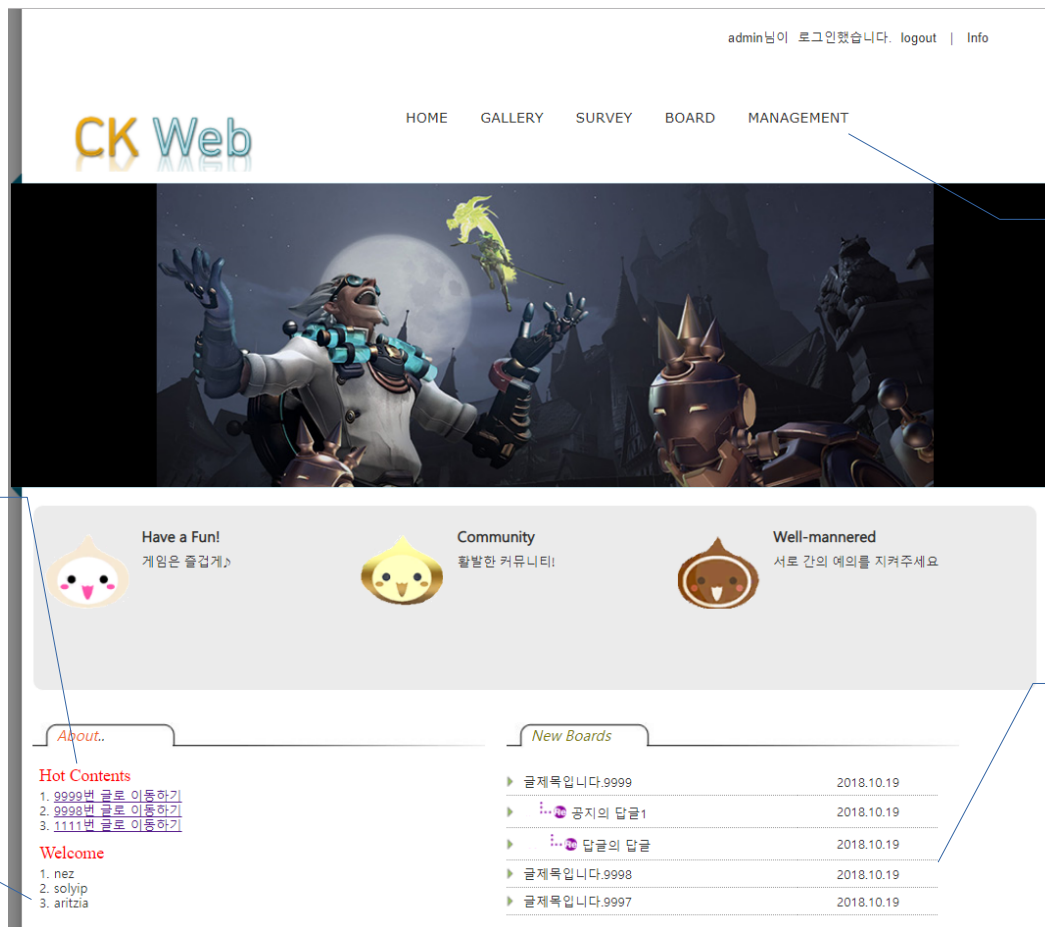 admin님이 로그인했습니다. logout | Info
CK Web
HOME GALLERY SURVEY BOARD MANAGEMENT
Have a Fun!
게임은 즐겁게♪
Community
활발한 커뮤니티!
Well-mannered
서로 간의 예의를 지켜주세요
About..
Hot Contents
1. 9999번 글로 이동하기
2. 9998번 글로 이동하기
3. 1111번 글로 이동하기
Welcome
1. nez
2. solyip
3. aritzia
New Boards
글제목입니다.9999 2018.10.19
Re 공지의 답글1 2018.10.19
Re 답글의 답글 2018.10.19
글제목입니다.9998 2018.10.19
글제목입니다.9997 2018.10.19